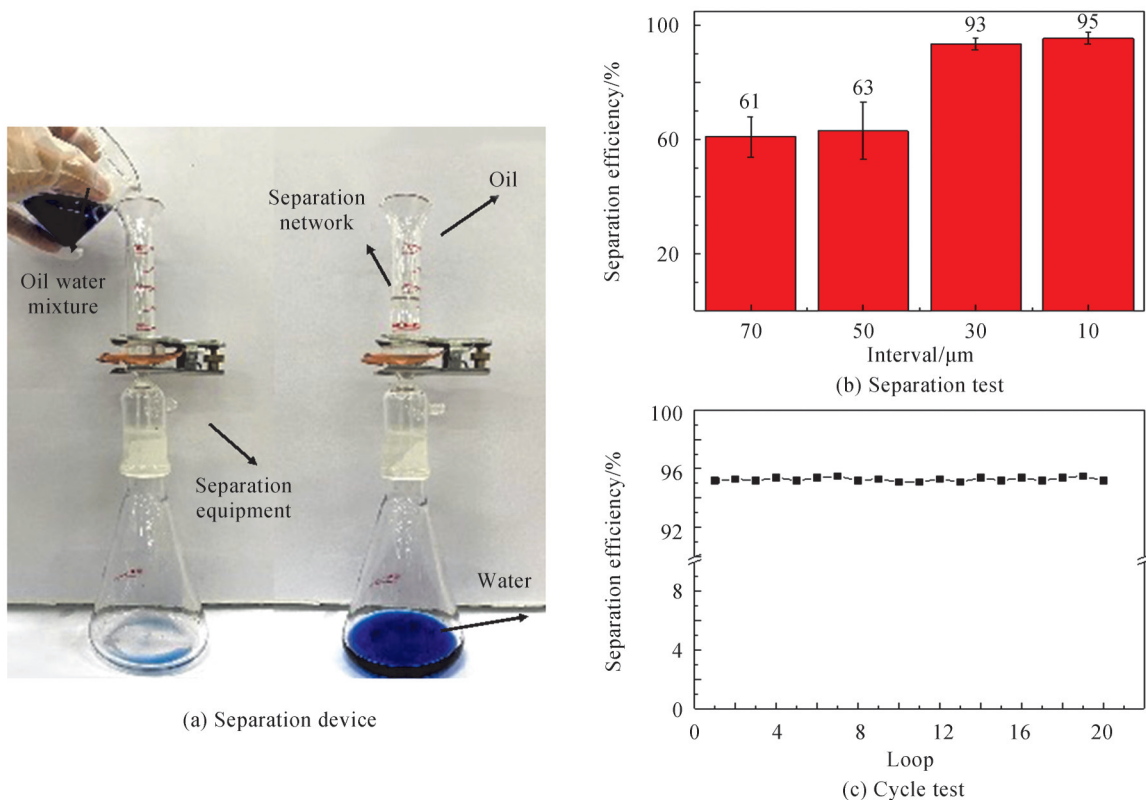 Oil
Separation
network
Oil water
mixture
Separation
equipment
Water
(a) Separation device
Separation efficiency/%
100
60
20
61
63
93
95
70
50
30
10
Interval/μm
(b) Separation test
Separation efficiency/%
100
96
92
8
4
0
0
4
8
12
16
20
Loop
(c) Cycle test